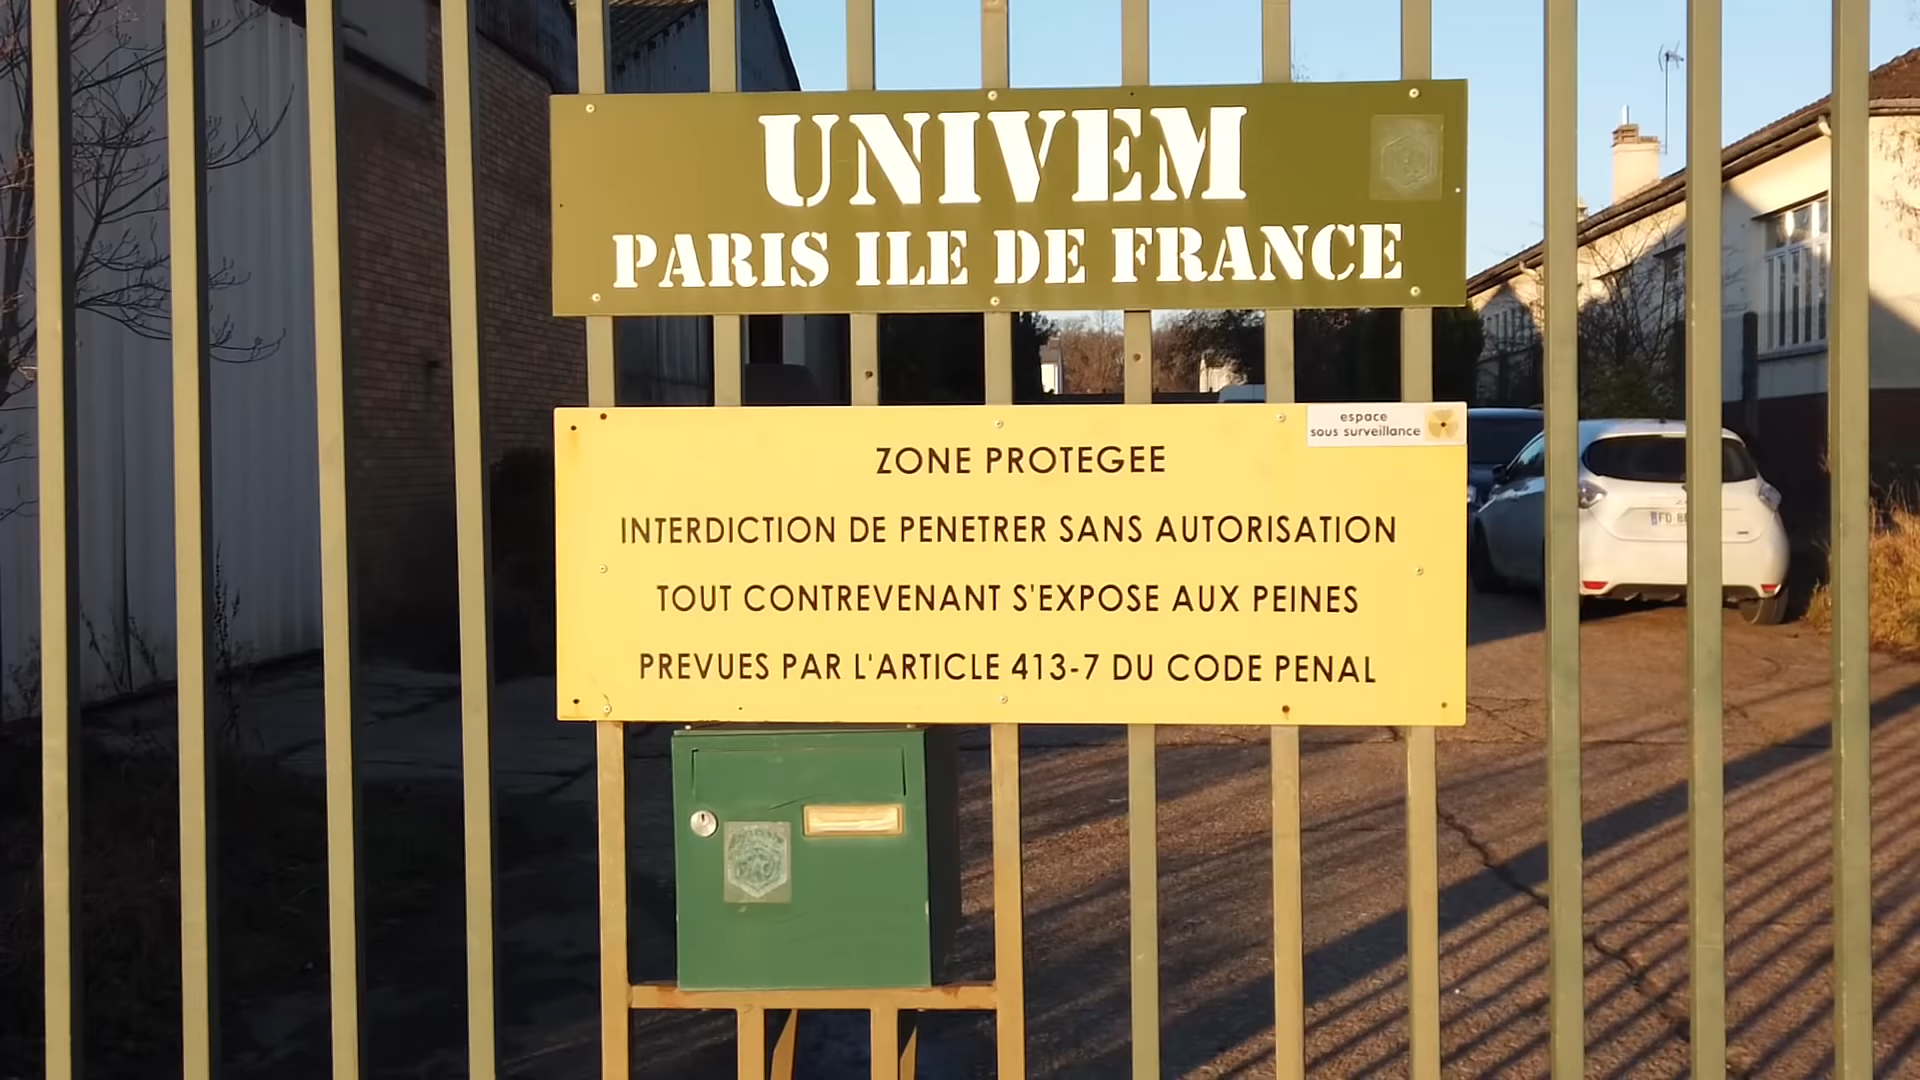 UNIVEM
PARIS ILE DE FRANCE
espace
sous surveillance
ZONE PROTEGEE
INTERDICTION DE PENETRER SANS AUTORISATION
TOUT CONTREVENANT S'EXPOSE AUX PEINES
PREVUES PAR L'ARTICLE 413-7 DU CODE PENAL